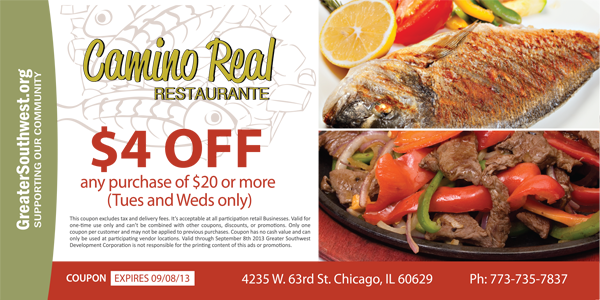 GreaterSouthwest.org
SUPPORTING OUR COMMUNITY
Camino Real
RESTAURANTE
$4 OFF
any purchase of $20 or more
(Tues and Weds only)
This coupon excludes tax and delivery fees. It's acceptable at all participation retail Businesses. Valid for
one-time use only and can't be combined with other coupons, discounts, or promotions. Only one
coupon per customer and may not be applied to previous purchases. Coupon has no cash value and can
only be used at participating vendor locations. Valid through September 8th 2013 Greater Southwest
Development Corporation is not responsible for the printing content of this ads or promotions.
COUPON EXPIRES 09/08/13 4235 W. 63rd St. Chicago, IL 60629 Ph: 773-735-7837